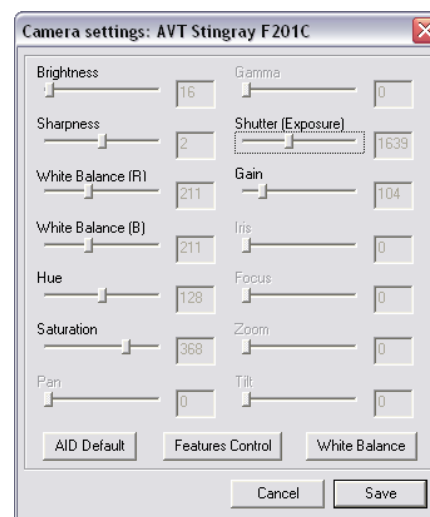 Camera settings: AVT Stingray F201C
Brightness
16
Gamma
0
Sharpness
2
Shutter (Exposure)
1639
White Balance (R)
211
Gain
104
White Balance (B)
211
Iris
0
Hue
128
Focus
0
Saturation
368
Zoom
0
Pan
0
Tilt
0
AID Default
Features Control
White Balance
Cancel
Save